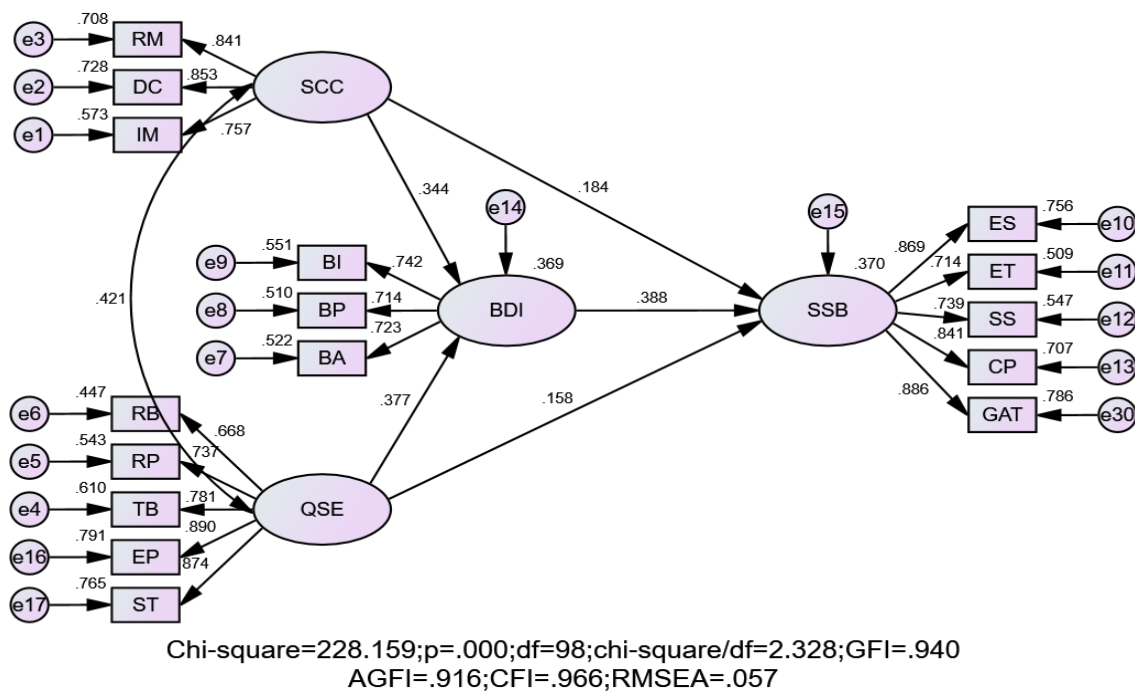 .708
e3 RM .841
.728
e2 DC .853 SCC
.573
e1 IM .757
.344 .184
e14 e15
.756
ES e10
.869
.551
e9 BI .742 .369 .370 .714 .509
ET e11
.421
.510
e8 BP .714 BDI .388 SSB .739 .547
SS e12
.522 .723
e7 BA .841 .707
CP e13
.886 .786
GAT e30
.377 .158
.447
e6 RB .668
.543 .737
e5 RP
.610 .781
e4 TB QSE
.791 .890
e16 EP 874
.765
e17 ST
Chi-square=228.159;p=.000;df=98;chi-square/df=2.328;GFI=.940
AGFI=.916;CFI=.966;RMSEA=.057